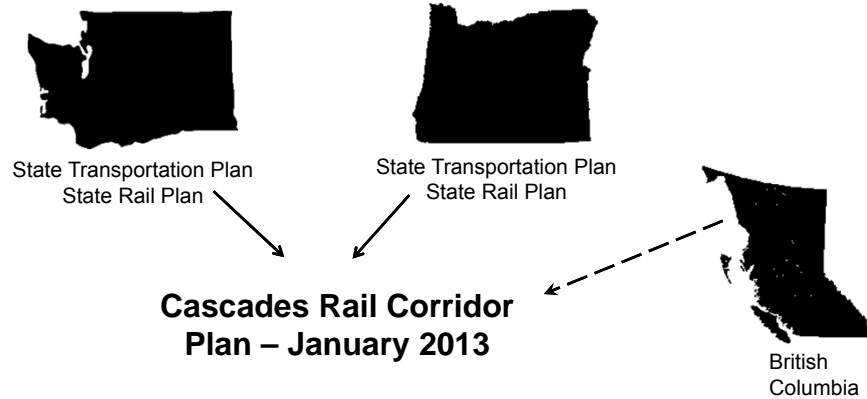 State Transportation Plan
State Rail Plan
State Transportation Plan
State Rail Plan
Cascades Rail Corridor
Plan – January 2013
British
Columbia